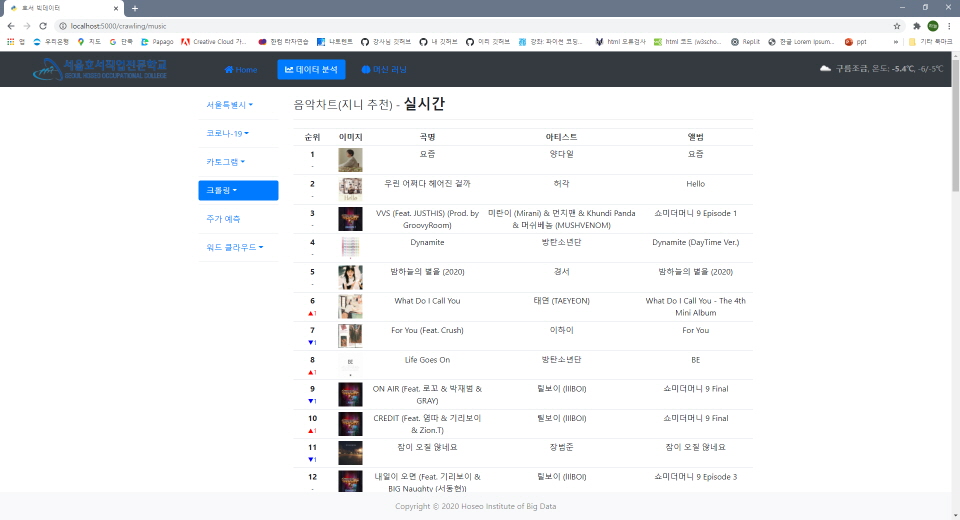 호서 빅데이터
localhost:5000/crawling/music
앱 우리은행 지도 단축 Papago Creative Cloud 가... 한컴 타자연습 나프텐트 강사님 깃허브 내 깃허브 이리 깃허브 강좌: 파이썬 코딩... html 오류검사 html 코드 (w3scho... Repl.it 한글 Lorem Ipsum... ppt » 기타 북마크
서울호서직업전문학교
SEOUL HOSEO OCCUPATIONAL COLLEGE
Home 데이터 분석 머신 러닝 구름조금, 온도: -5.4℃, -6/-5℃
서울특별시
코로나-19
카토그램
크롤링
주가 예측
워드 클라우드
음악차트(지니 추천) - 실시간
순위 이미지 곡명 아티스트 앨범
1 요즘 양다일 요즘
-
2 우린 어쩌다 헤어진 걸까 허각 Hello
-
3 VVS (Feat. JUSTHIS) (Prod. by 미란이 (Mirani) & 먼치맨 & Khundi Panda 쇼미더머니 9 Episode 1
- GroovyRoom) & 머쉬베놈 (MUSHVENOM)
4 Dynamite 방탄소년단 Dynamite (DayTime Ver.)
-
5 밤하늘의 별을 (2020) 경서 밤하늘의 별을 (2020)
-
6 What Do I Call You 태연 (TAEYEON) What Do I Call You - The 4th
▲1 Mini Album
7 For You (Feat. Crush) 이하이 For You
▼1
8 Life Goes On 방탄소년단 BE
▲1
9 ON AIR (Feat. 로꼬 & 박재범 & 릴보이 (lIlBOI) 쇼미더머니 9 Final
▼1 GRAY)
10 CREDIT (Feat. 염따 & 기리보이 릴보이 (lIlBOI) 쇼미더머니 9 Final
▲1 & Zion.T)
11 잠이 오질 않네요 장범준 잠이 오질 않네요
▼1
12 내일이 오면 (Feat. 기리보이 & 릴보이 (lIlBOI) 쇼미더머니 9 Episode 3
- BIG Naughty (서동현))
Copyright © 2020 Hoseo Institute of Big Data